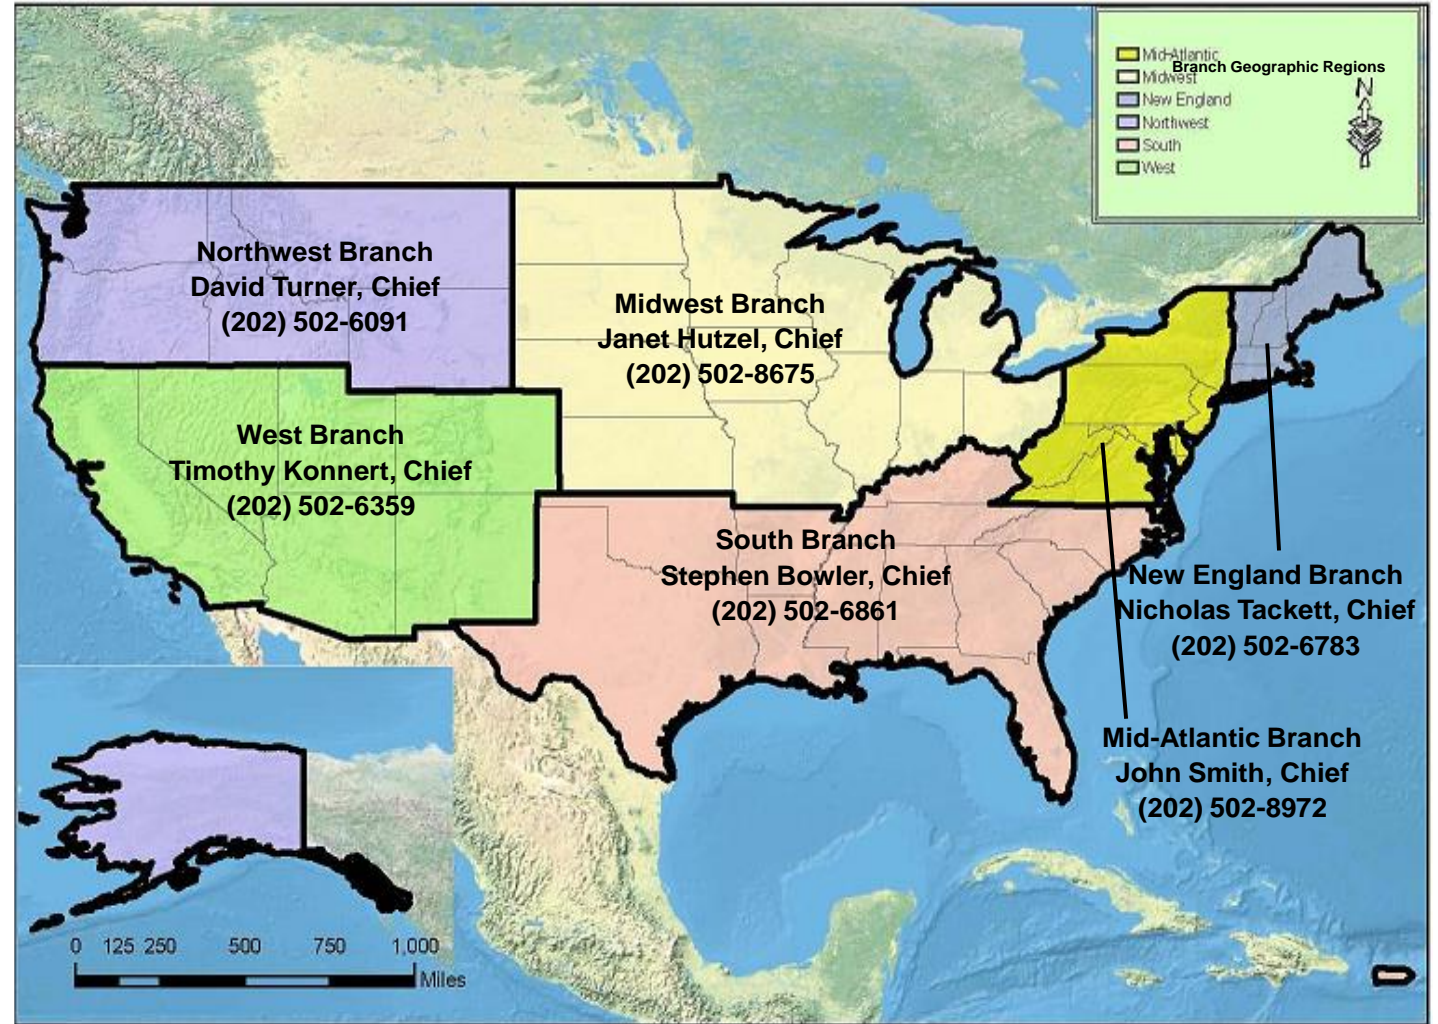 Mid-Atlantic
Branch Geographic Regions
Midwest
New England
Northwest
South
West
N
Northwest Branch
David Turner, Chief
(202) 502-6091
Midwest Branch
Janet Hutzel, Chief
(202) 502-8675
West Branch
Timothy Konnert, Chief
(202) 502-6359
South Branch
Stephen Bowler, Chief
(202) 502-6861
New England Branch
Nicholas Tackett, Chief
(202) 502-6783
Mid-Atlantic Branch
John Smith, Chief
(202) 502-8972
0 125 250 500 750 1,000
Miles